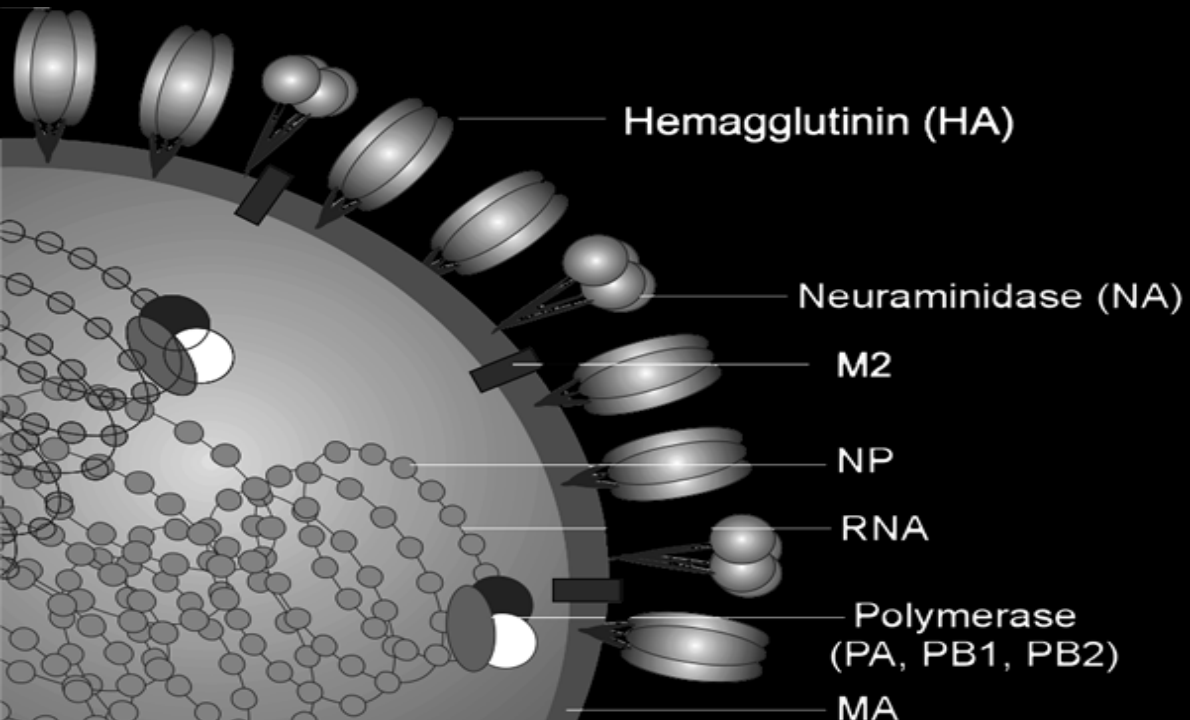 Hemagglutinin (HA)
Neuraminidase (NA)
M2
NP
RNA
Polymerase
(PA, PB1, PB2)
MA